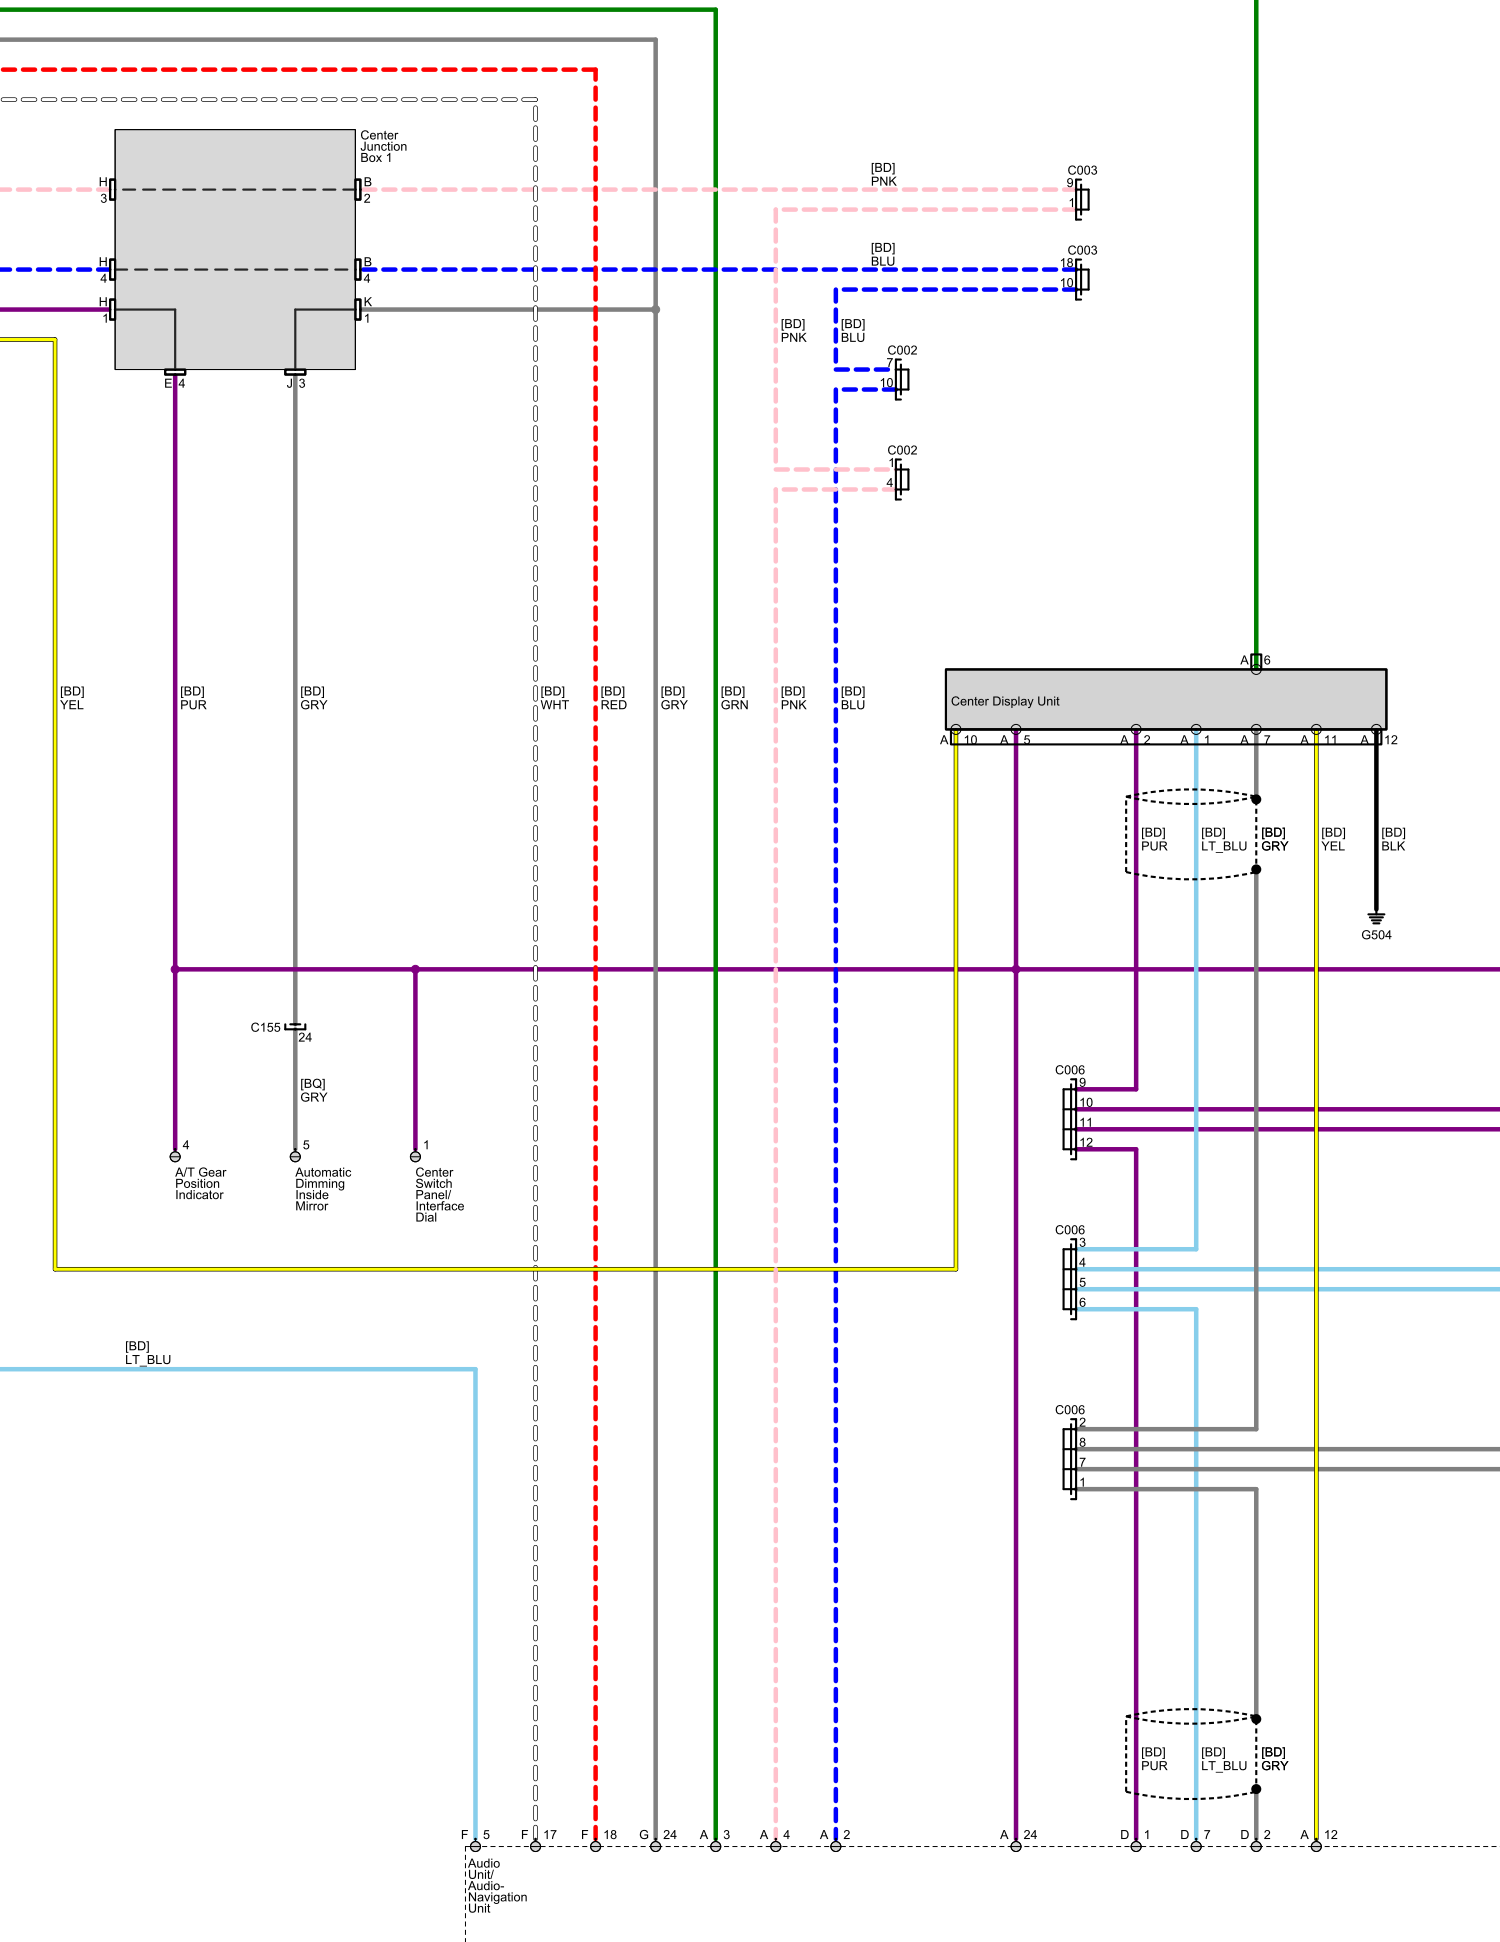 Center
Junction
Box 1
H
3
B
2
[BD]
PNK
C003
9
1
H
4
B
4
[BD]
BLU
C003
18
10
H
1
K
1
[BD]
PNK
[BD]
BLU
C002
7
10
E 4
J 3
C002
1
4
A 6
Center Display Unit
[BD]
YEL
[BD]
PUR
[BD]
GRY
[BD]
WHT
[BD]
RED
[BD]
GRY
[BD]
GRN
[BD]
PNK
[BD]
BLU
A 10
A 5
A 2
A 1
A 7
A 11
A 12
[BD]
PUR
[BD]
LT_BLU
[BD]
GRY
[BD]
YEL
[BD]
BLK
G504
C155
24
[BQ]
GRY
C006
9
10
11
12
4
A/T Gear
Position
Indicator
5
Automatic
Dimming
Inside
Mirror
1
Center
Switch
Panel/
Interface
Dial
C006
3
4
5
6
[BD]
LT_BLU
C006
2
8
7
1
[BD]
PUR
[BD]
LT_BLU
[BD]
GRY
F 5
F 17
F 18
G 24
A 3
A 4
A 2
A 24
D 1
D 7
D 2
A 12
Audio
Unit/
Audio-
Navigation
Unit